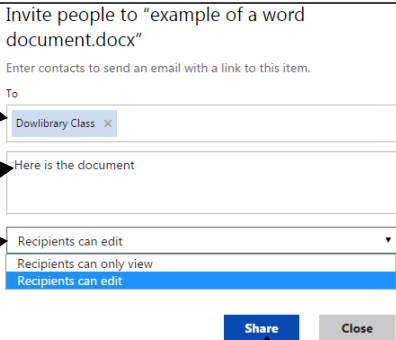 Invite people to “example of a word
document.docx”
Enter contacts to send an email with a link to this item.
To
Dowlibrary Class ×
Here is the document
Recipients can edit
Recipients can only view
Recipients can edit
Share Close